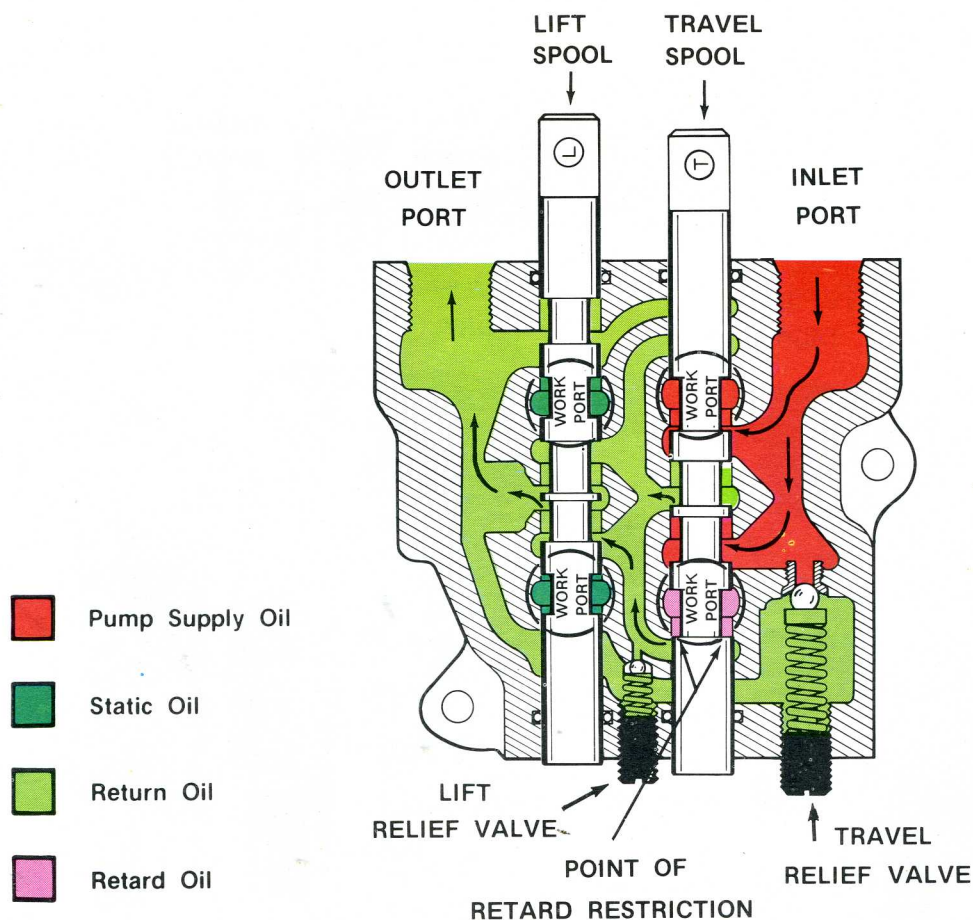 LIFT
SPOOL
TRAVEL
SPOOL
L
T
OUTLET
PORT
INLET
PORT
WORK
PORT
WORK
PORT
WORK
PORT
WORK
PORT
Pump Supply Oil
Static Oil
Return Oil
Retard Oil
LIFT
RELIEF VALVE
POINT OF
RETARD RESTRICTION
TRAVEL
RELIEF VALVE